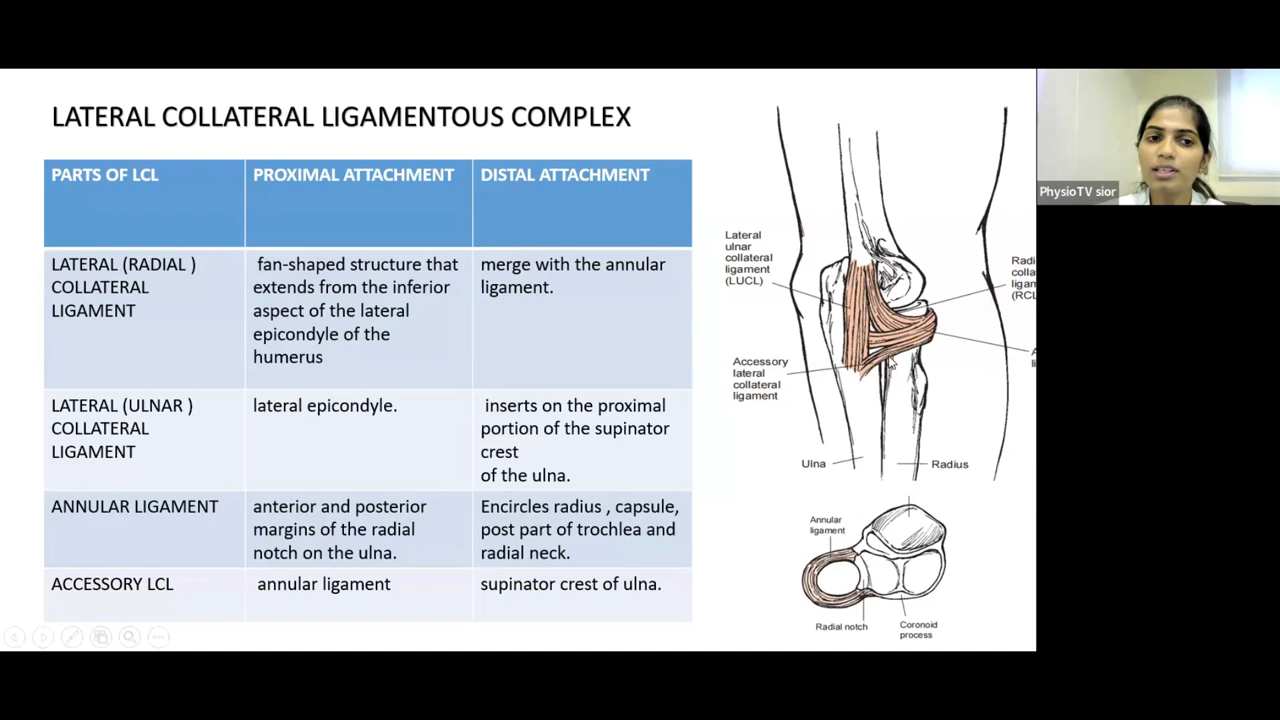 LATERAL COLLATERAL LIGAMENTOUS COMPLEX
PARTS OF LCL
PROXIMAL ATTACHMENT
DISTAL ATTACHMENT
LATERAL (RADIAL )
COLLATERAL
LIGAMENT
fan-shaped structure that
extends from the inferior
aspect of the lateral
epicondyle of the
humerus
merge with the annular
ligament.
LATERAL (ULNAR )
COLLATERAL
LIGAMENT
lateral epicondyle.
inserts on the proximal
portion of the supinator
crest
of the ulna.
ANNULAR LIGAMENT
anterior and posterior
margins of the radial
notch on the ulna.
Encircles radius , capsule,
post part of trochlea and
radial neck.
ACCESSORY LCL
annular ligament
supinator crest of ulna.
Lateral
ulnar
collateral
ligament
(LUCL)
Radi
colla
ligam
(RCL
Accessory
lateral
collateral
ligament
Ulna
Radius
Annular
ligament
Radial notch
Coronoid
process
PhysioTV sior